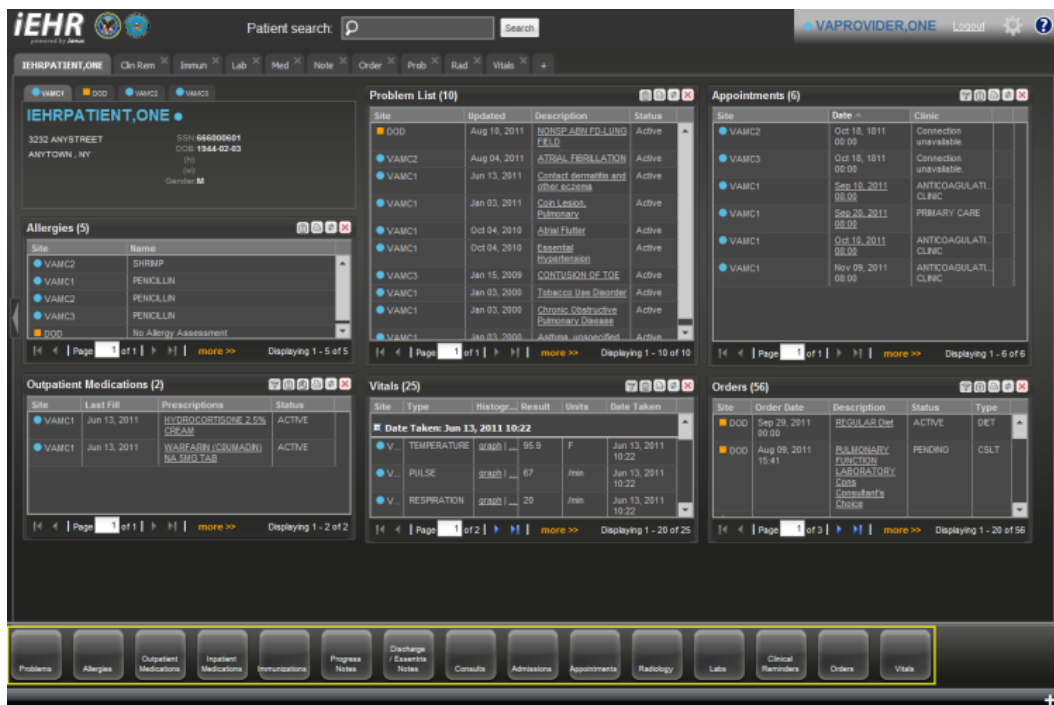 iEHR
powered by Janus
Patient search:
Search
VAPROVIDER,ONE
Logout
?
IEHRPATIENT,ONE
Clin Rem ×
Immun ×
Lab ×
Med ×
Note ×
Order ×
Prob ×
Rad ×
Vitals ×
+
VAMC1
DOD
VAMC2
VAMC3
IEHRPATIENT,ONE
3232 ANYSTREET
ANYTOWN , NY
SSN: 666000601
DOB: 1944-02-03
(h)
(w)
Gender: M
Allergies (5)
Site Name
VAMC2 SHRIMP
VAMC1 PENICILLIN
VAMC2 PENICILLIN
VAMC3 PENICILLIN
DOD No Allergy Assessment
Page 1 of 1 more >> Displaying 1 - 5 of 5
Problem List (10)
Site Updated Description Status
DOD Aug 10, 2011 NONSP ABN FD-LUNG Active
FIELD
VAMC2 Aug 04, 2011 ATRIAL FIBRILLATION Active
VAMC1 Jun 13, 2011 Contact dermatitis and Active
other eczema
VAMC1 Jan 03, 2011 Coin Lesion, Active
Pulmonary
VAMC1 Oct 04, 2010 Atrial Flutter Active
VAMC1 Oct 04, 2010 Essential Active
Hypertension
VAMC3 Jan 15, 2009 CONTUSION OF TOE Active
VAMC1 Jan 03, 2000 Tobacco Use Disorder Active
VAMC1 Jan 03, 2000 Chronic Obstructive Active
Pulmonary Disease
VAMC1 Jan 03, 2000 Asthma, unspecified Active
Page 1 of 1 more >> Displaying 1 - 10 of 10
Appointments (6)
Site Date Clinic
VAMC2 Oct 18, 1811 Connection
00:00 unavailable.
VAMC3 Oct 18, 1811 Connection
00:00 unavailable.
VAMC1 Sep 10, 2011 ANTICOAGULATI...
08:00 CLINIC
VAMC1 Sep 20, 2011 PRIMARY CARE
08:00
VAMC1 Oct 10, 2011 ANTICOAGULATI...
08:00 CLINIC
VAMC1 Nov 09, 2011 ANTICOAGULATI...
08:00 CLINIC
Page 1 of 1 more >> Displaying 1 - 6 of 6
Outpatient Medications (2)
Site Last Fill Prescriptions Status
VAMC1 Jun 13, 2011 HYDROCORTISONE 2.5% ACTIVE
CREAM
VAMC1 Jun 13, 2011 WARFARIN (COUMADIN) ACTIVE
NA 5MG TAB
Page 1 of 1 more >> Displaying 1 - 2 of 2
Vitals (25)
Site Type Histogr... Result Units Date Taken
Date Taken: Jun 13, 2011 10:22
V... TEMPERATURE graph | ... 95.9 F Jun 13, 2011
10:22
V... PULSE graph | ... 67 /min Jun 13, 2011
10:22
V... RESPIRATION graph | ... 20 /min Jun 13, 2011
10:22
Page 1 of 2 more >> Displaying 1 - 20 of 25
Orders (56)
Site Order Date Description Status Type
DOD Sep 29, 2011 REGULAR Diet ACTIVE DIET
00:00
DOD Aug 09, 2011 PULMONARY PENDING CSLT
15:41 FUNCTION
LABORATORY
Cons
Consultant's
Choice
Page 1 of 3 more >> Displaying 1 - 20 of 56
Problems
Allergies
Outpatient
Medications
Inpatient
Medications
Immunizations
Progress
Notes
Discharge
/ Essentris
Notes
Consults
Admissions
Appointments
Radiology
Labs
Clinical
Reminders
Orders
Vitals
+